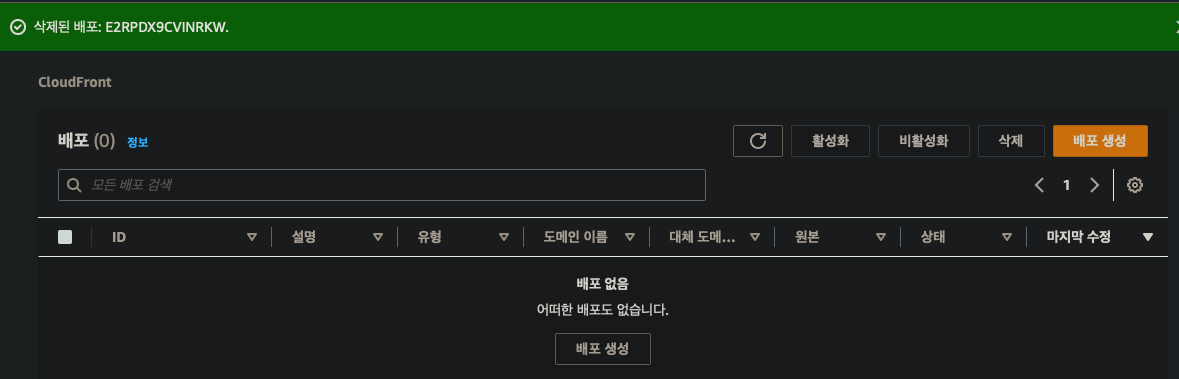 삭제된 배포: E2RPDX9CVINRKW.
CloudFront
배포 (0) 정보
활성화 비활성화 삭제 배포 생성
모든 배포 검색
1
ID 설명 유형 도메인 이름 대체 도메... 원본 상태 마지막 수정
배포 없음
어떠한 배포도 없습니다.
배포 생성